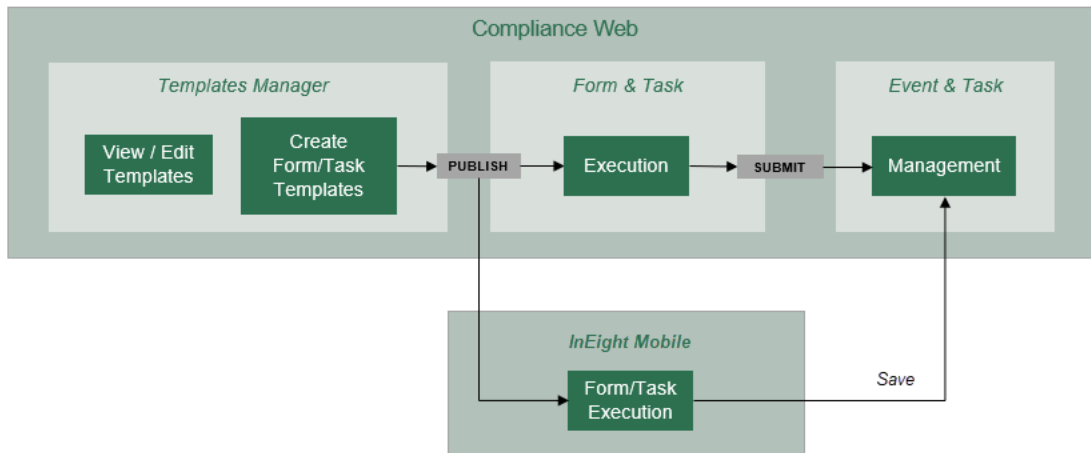 Compliance Web
Templates Manager
Form & Task
Event & Task
View / Edit
Templates
Create
Form/Task
Templates
PUBLISH
Execution
SUBMIT
Management
InEight Mobile
Form/Task
Execution
Save